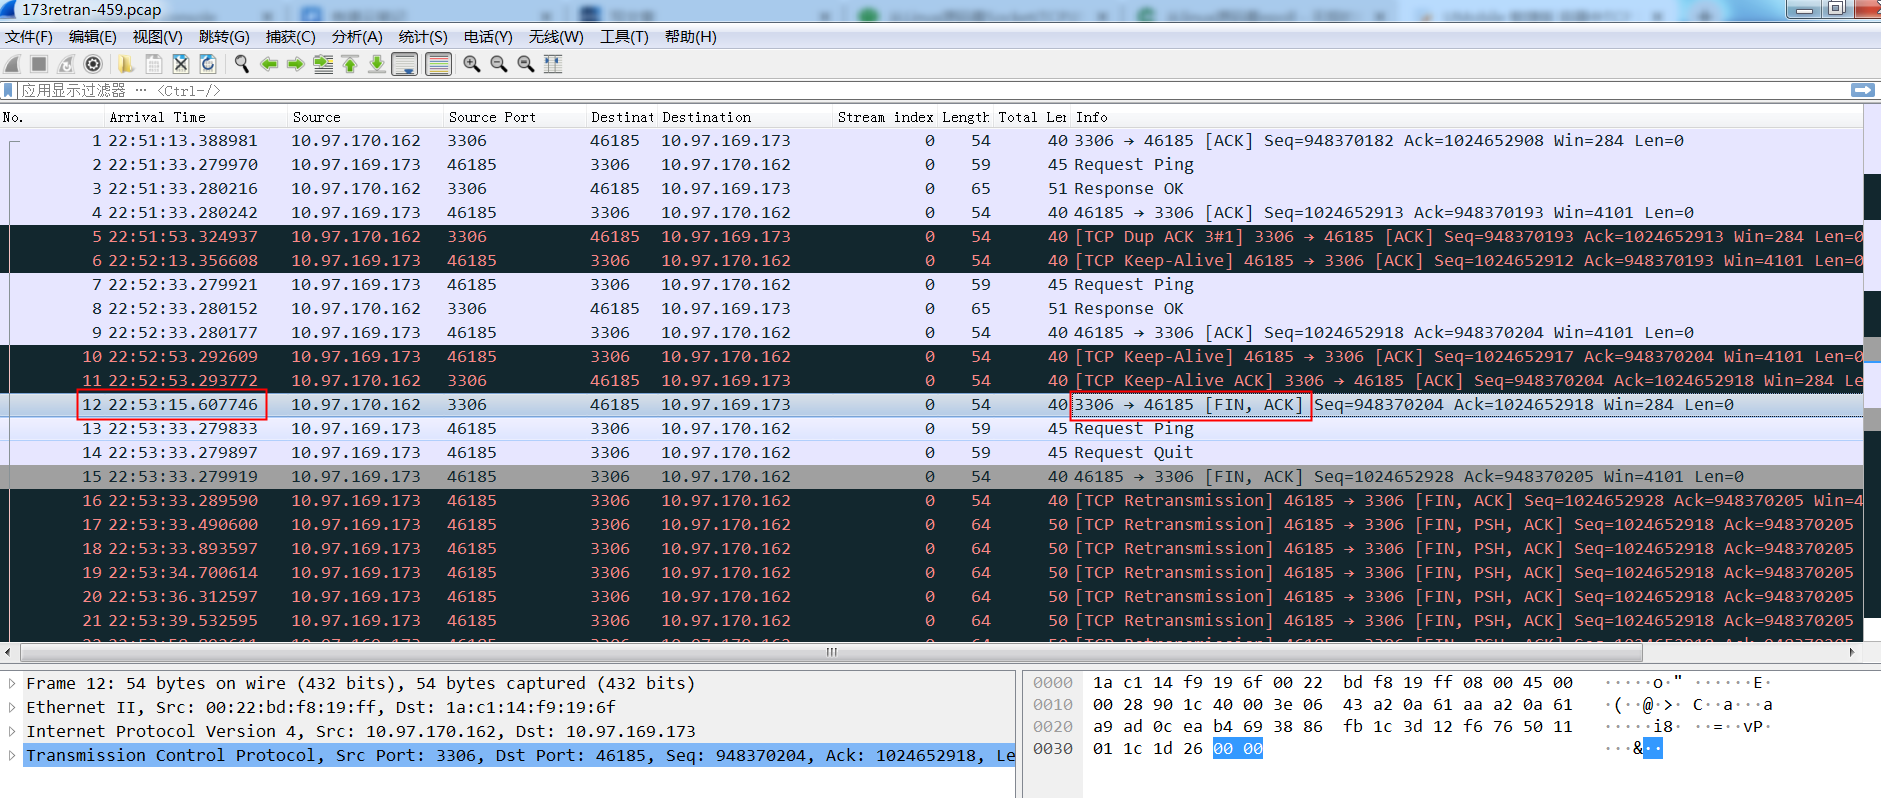 173retran-459.pcap
文件(F) 编辑(E) 视图(V) 跳转(G) 捕获(C) 分析(A) 统计(S) 电话(Y) 无线(W) 工具(T) 帮助(H)
应用显示过滤器 … <Ctrl-/>
No. Arrival Time Source Source Port Destinat Destination Stream index Length Total Ler Info
1 22:51:13.388981 10.97.170.162 3306 46185 10.97.169.173 0 54 40 3306 → 46185 [ACK] Seq=948370182 Ack=1024652908 Win=284 Len=0
2 22:51:33.279970 10.97.169.173 46185 3306 10.97.170.162 0 59 45 Request Ping
3 22:51:33.280216 10.97.170.162 3306 46185 10.97.169.173 0 65 51 Response OK
4 22:51:33.280242 10.97.169.173 46185 3306 10.97.170.162 0 54 40 46185 → 3306 [ACK] Seq=1024652913 Ack=948370193 Win=4101 Len=0
5 22:51:53.324937 10.97.170.162 3306 46185 10.97.169.173 0 54 40 [TCP Dup ACK 3#1] 3306 → 46185 [ACK] Seq=948370193 Ack=1024652913 Win=284 Len=0
6 22:52:13.356608 10.97.169.173 46185 3306 10.97.170.162 0 54 40 [TCP Keep-Alive] 46185 → 3306 [ACK] Seq=1024652912 Ack=948370193 Win=4101 Len=0
7 22:52:33.279921 10.97.169.173 46185 3306 10.97.170.162 0 59 45 Request Ping
8 22:52:33.280152 10.97.170.162 3306 46185 10.97.169.173 0 65 51 Response OK
9 22:52:33.280177 10.97.169.173 46185 3306 10.97.170.162 0 54 40 46185 → 3306 [ACK] Seq=1024652918 Ack=948370204 Win=4101 Len=0
10 22:52:53.292609 10.97.169.173 46185 3306 10.97.170.162 0 54 40 [TCP Keep-Alive] 46185 → 3306 [ACK] Seq=1024652917 Ack=948370204 Win=4101 Len=0
11 22:52:53.293772 10.97.170.162 3306 46185 10.97.169.173 0 54 40 [TCP Keep-Alive ACK] 3306 → 46185 [ACK] Seq=948370204 Ack=1024652918 Win=284 Le
12 22:53:15.607746 10.97.170.162 3306 46185 10.97.169.173 0 54 40 3306 → 46185 [FIN, ACK] Seq=948370204 Ack=1024652918 Win=284 Len=0
13 22:53:33.279833 10.97.169.173 46185 3306 10.97.170.162 0 59 45 Request Ping
14 22:53:33.279897 10.97.169.173 46185 3306 10.97.170.162 0 59 45 Request Quit
15 22:53:33.279919 10.97.169.173 46185 3306 10.97.170.162 0 54 40 46185 → 3306 [FIN, ACK] Seq=1024652928 Ack=948370205 Win=4101 Len=0
16 22:53:33.289590 10.97.169.173 46185 3306 10.97.170.162 0 54 40 [TCP Retransmission] 46185 → 3306 [FIN, ACK] Seq=1024652928 Ack=948370205 Win=4
17 22:53:33.490600 10.97.169.173 46185 3306 10.97.170.162 0 64 50 [TCP Retransmission] 46185 → 3306 [FIN, PSH, ACK] Seq=1024652918 Ack=948370205
18 22:53:33.893597 10.97.169.173 46185 3306 10.97.170.162 0 64 50 [TCP Retransmission] 46185 → 3306 [FIN, PSH, ACK] Seq=1024652918 Ack=948370205
19 22:53:34.700614 10.97.169.173 46185 3306 10.97.170.162 0 64 50 [TCP Retransmission] 46185 → 3306 [FIN, PSH, ACK] Seq=1024652918 Ack=948370205
20 22:53:36.312597 10.97.169.173 46185 3306 10.97.170.162 0 64 50 [TCP Retransmission] 46185 → 3306 [FIN, PSH, ACK] Seq=1024652918 Ack=948370205
21 22:53:39.532595 10.97.169.173 46185 3306 10.97.170.162 0 64 50 [TCP Retransmission] 46185 → 3306 [FIN, PSH, ACK] Seq=1024652918 Ack=948370205
Frame 12: 54 bytes on wire (432 bits), 54 bytes captured (432 bits)
Ethernet II, Src: 00:22:bd:f8:19:ff, Dst: 1a:c1:14:f9:19:6f
Internet Protocol Version 4, Src: 10.97.170.162, Dst: 10.97.169.173
Transmission Control Protocol, Src Port: 3306, Dst Port: 46185, Seq: 948370204, Ack: 1024652918, Le
0000 1a c1 14 f9 19 6f 00 22 bd f8 19 ff 08 00 45 00 ·····o·" ······E·
0010 00 28 90 1c 40 00 3e 06 43 a2 0a 61 aa a2 0a 61 ·(··@·>· C··a···a
0020 a9 ad 0c ea b4 69 38 86 fb 1c 3d 12 f6 76 50 11 ·····i8· ··=··vP·
0030 01 1c 1d 26 00 00 ···&··